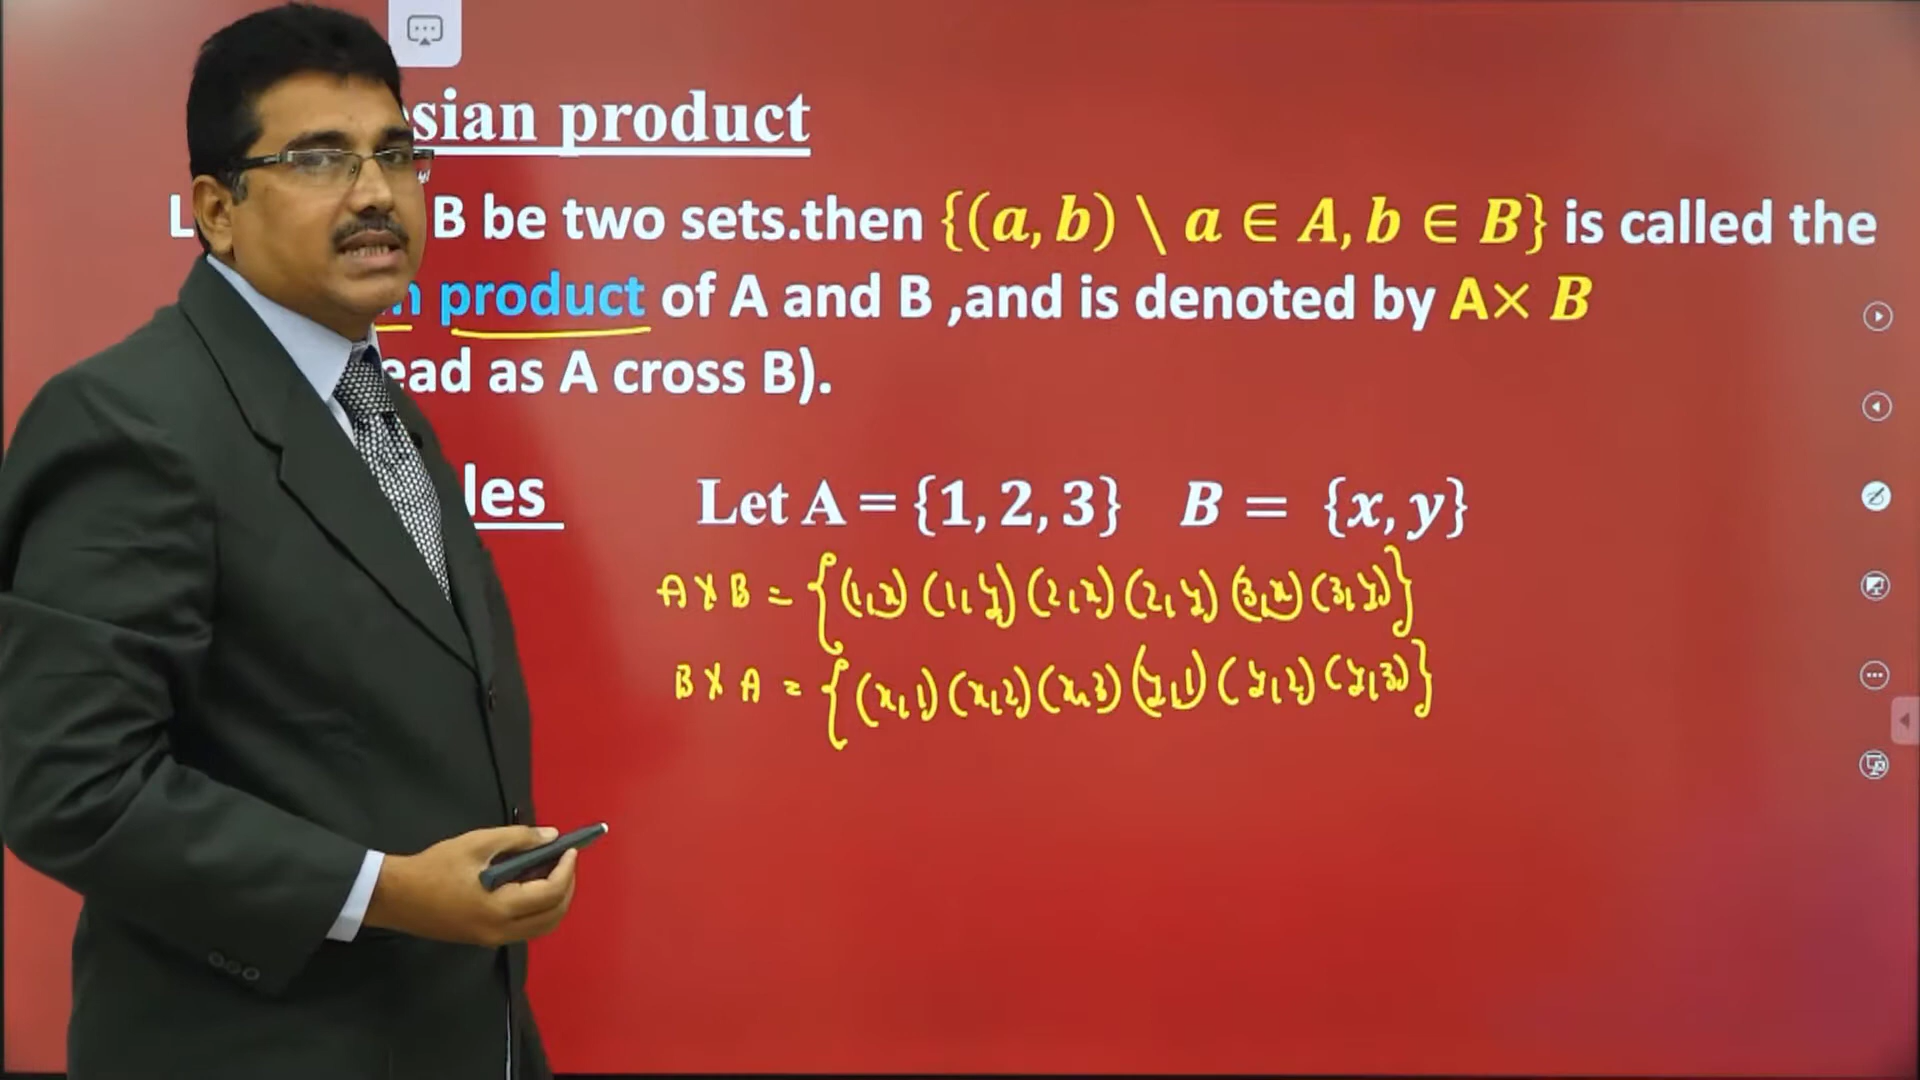 sian product
B be two sets.then {(a, b) \ a ∈ A, b ∈ B} is called the
product of A and B ,and is denoted by A× B
ead as A cross B).
les Let A = {1, 2, 3} B = {x, y}
A × B = {(1,x) (1,y) (2,x) (2,y) (3,x) (3,y)}
B × A = {(x,1) (x,2) (x,3) (y,1) (y,2) (y,3)}